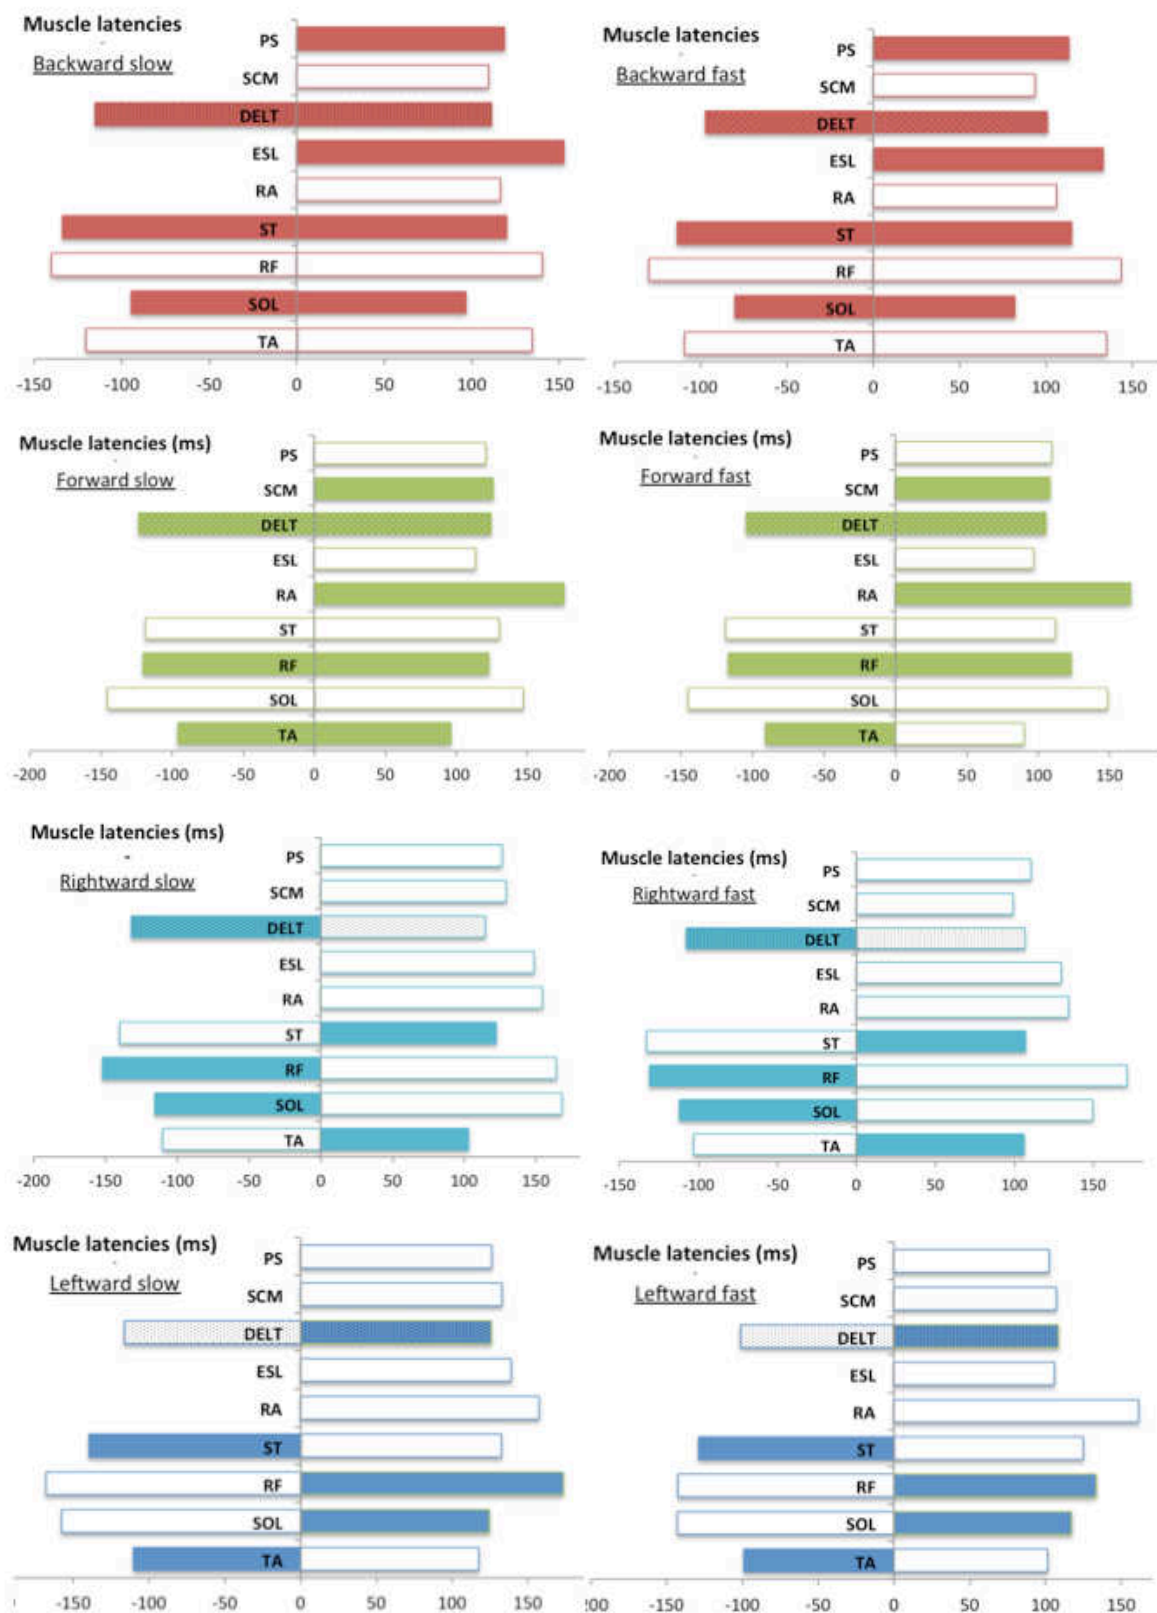 Muscle latencies
-
Backward slow
PS
SCM
DELT
ESL
RA
ST
RF
SOL
TA
-150 -100 -50 0 50 100 150
Muscle latencies
-
Backward fast
PS
SCM
DELT
ESL
RA
ST
RF
SOL
TA
-150 -100 -50 0 50 100 150
Muscle latencies (ms)
-
Forward slow
PS
SCM
DELT
ESL
RA
ST
RF
SOL
TA
-200 -150 -100 -50 0 50 100 150
Muscle latencies (ms)
-
Forward fast
PS
SCM
DELT
ESL
RA
ST
RF
SOL
TA
-200 -150 -100 -50 0 50 100 150
Muscle latencies (ms)
-
Rightward slow
PS
SCM
DELT
ESL
RA
ST
RF
SOL
TA
-200 -150 -100 -50 0 50 100 150
Muscle latencies (ms)
-
Rightward fast
PS
SCM
DELT
ESL
RA
ST
RF
SOL
TA
-150 -100 -50 0 50 100 150
Muscle latencies (ms)
-
Leftward slow
PS
SCM
DELT
ESL
RA
ST
RF
SOL
TA
-150 -100 -50 0 50 100 150
Muscle latencies (ms)
-
Leftward fast
PS
SCM
DELT
ESL
RA
ST
RF
SOL
TA
-150 -100 -50 0 50 100 150